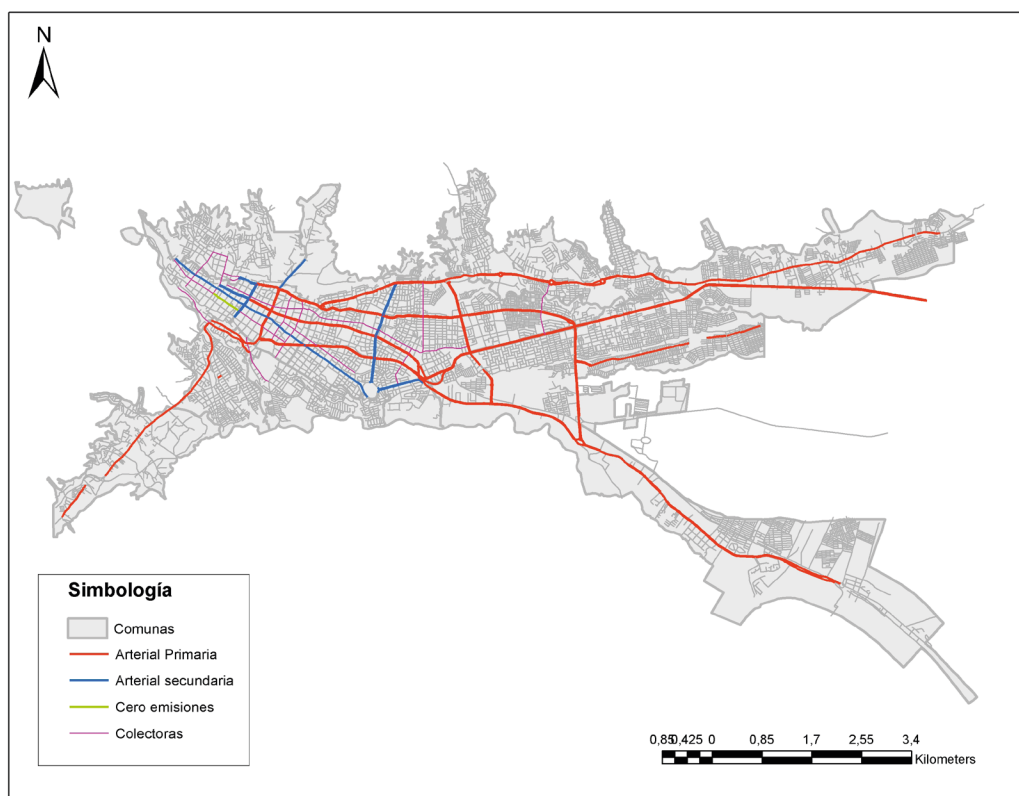 N
Simbología
Comunas
Arterial Primaria
Arterial secundaria
Cero emisiones
Colectoras
0,85 0,425 0 0,85 1,7 2,55 3,4
Kilometers